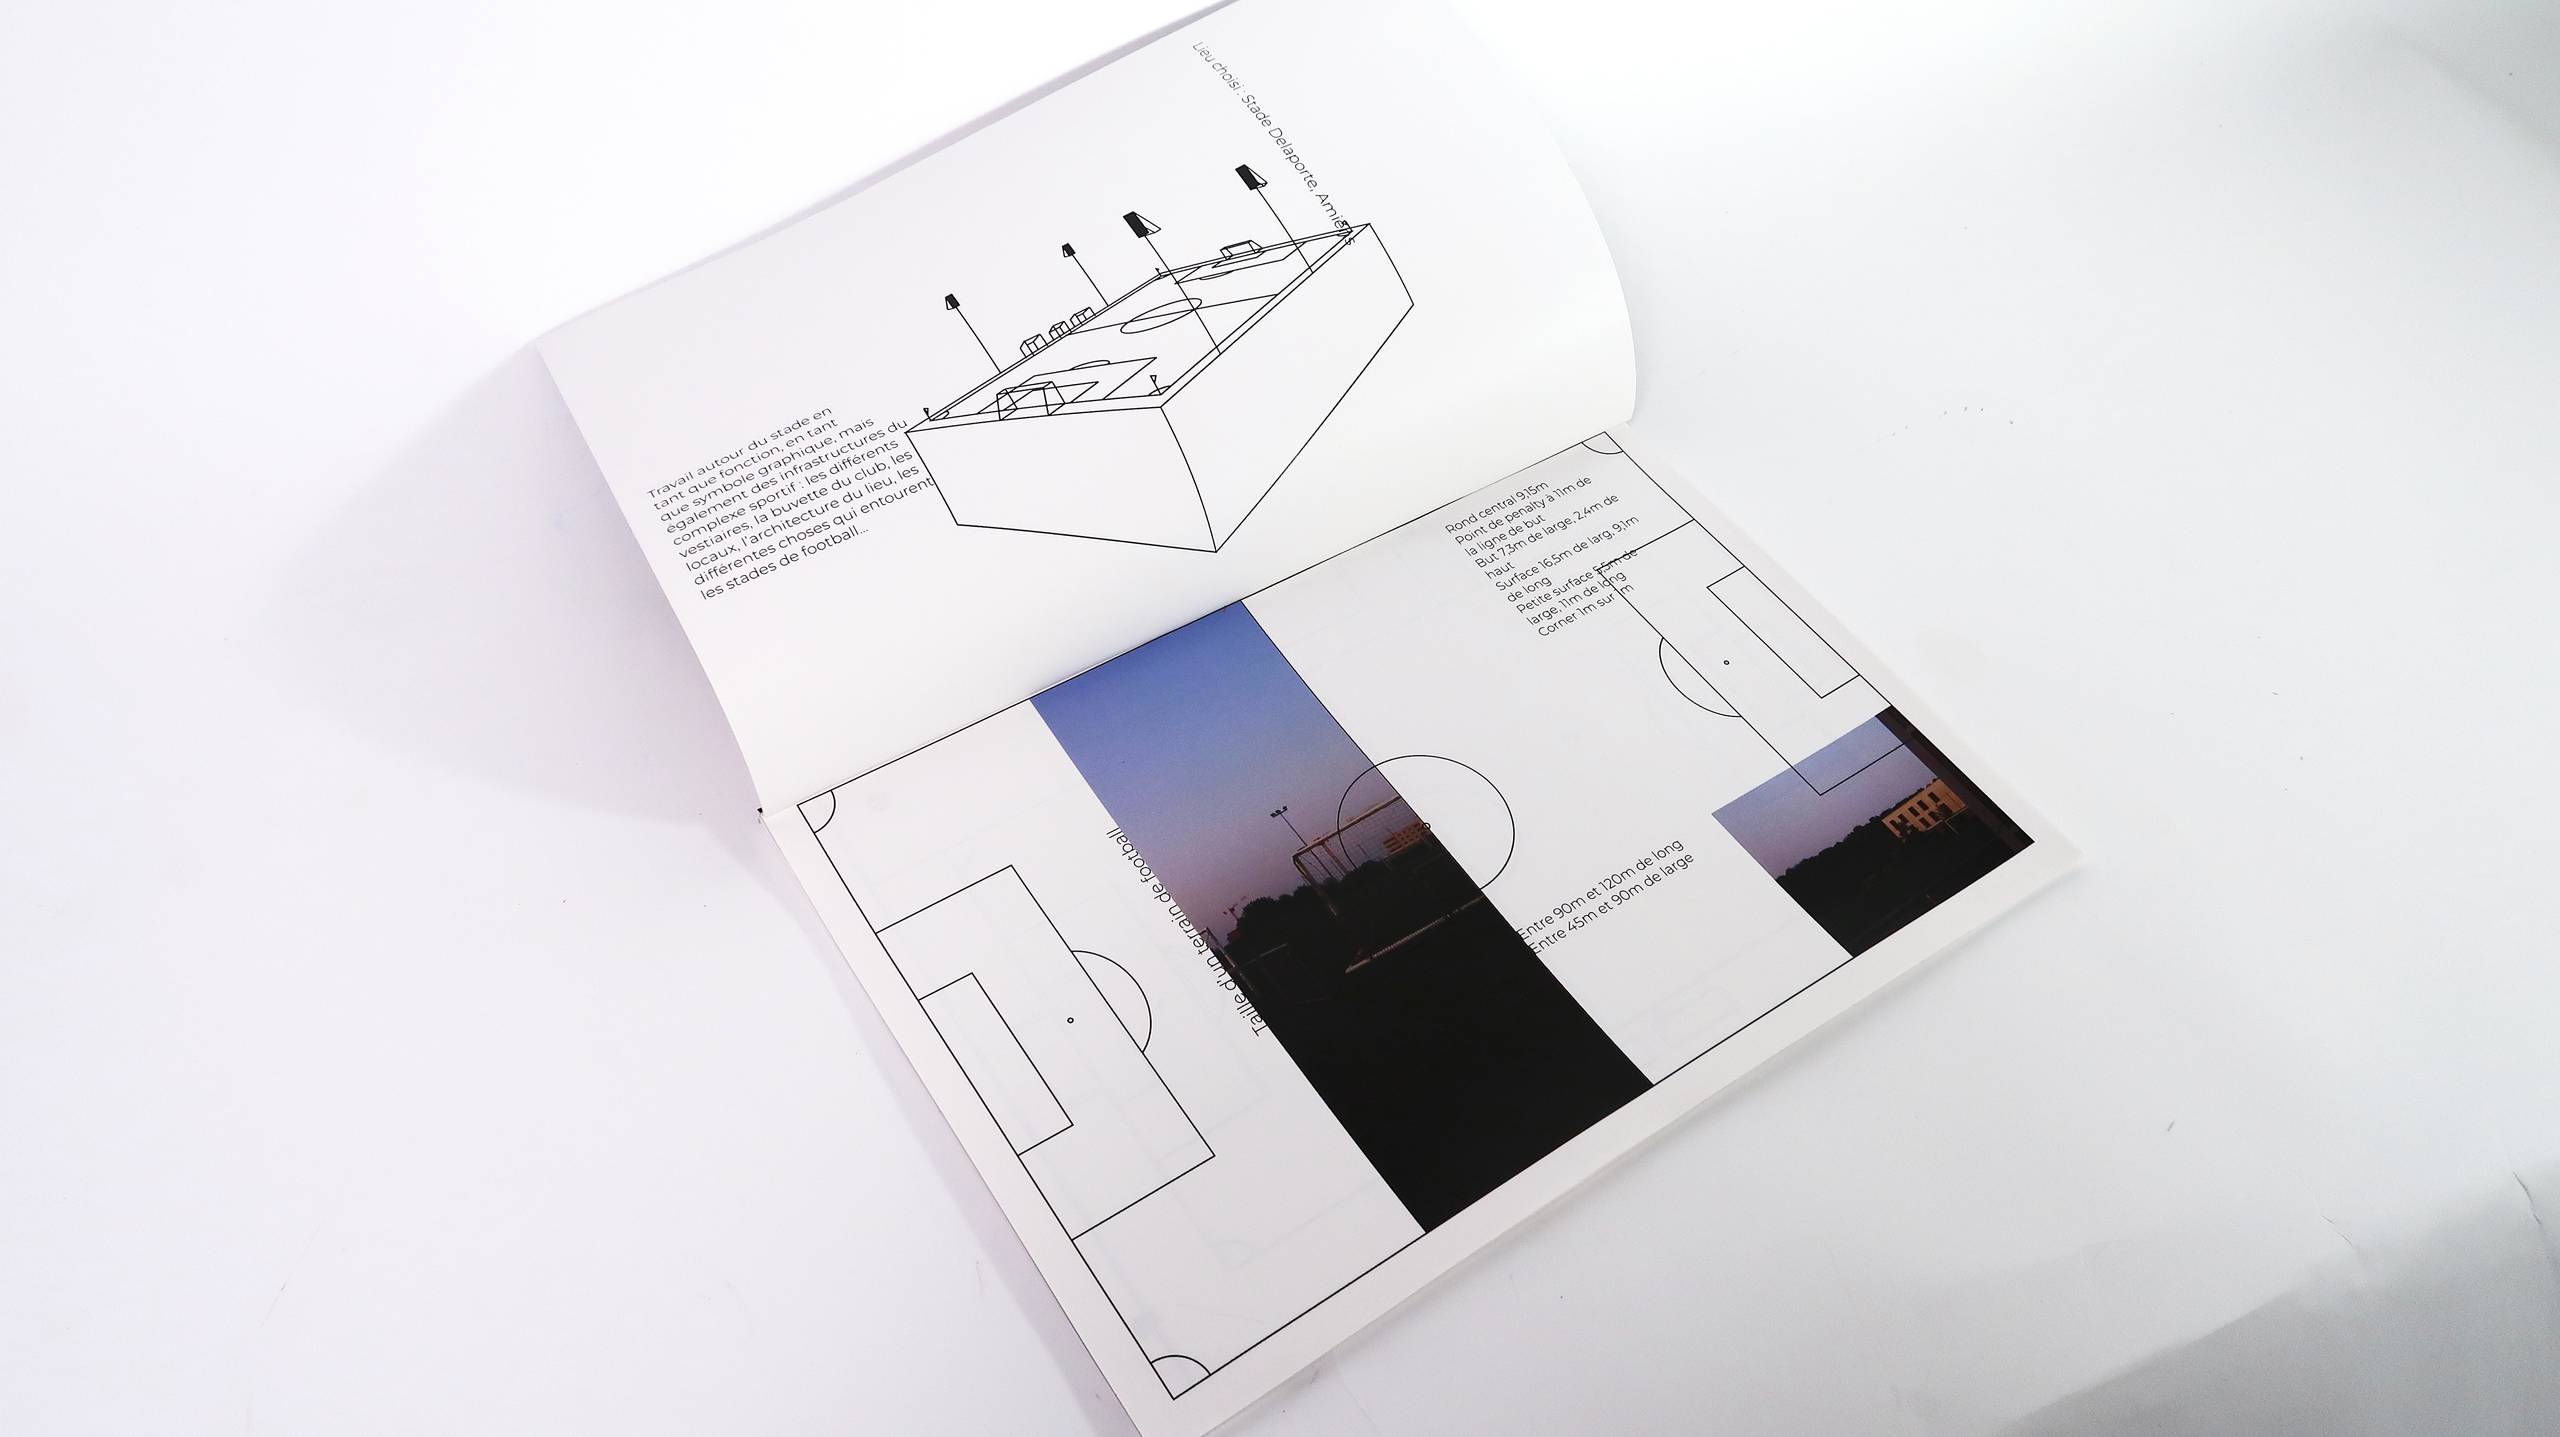 Lieu choisi : Stade Delaporte, Amiens
Travail autour du stade en
tant que fonction, en tant
que symbole graphique, mais
également des infrastructures du
complexe sportif : les différents
vestiaires, la buvette du club, les
locaux, l'architecture du lieu, les
différentes choses qui entourent
les stades de football...
Rond central 9,15m
Point de penalty à 11m de
la ligne de but
But 7,3m de large, 2.4m de
haut
Surface 16,5m de larg, 9,1m
de long
Petite surface 5,5m de
large, 11m de long
Corner 1m sur 1m
Taille d'un terrain de football
Entre 90m et 120m de long
Entre 45m et 90m de large